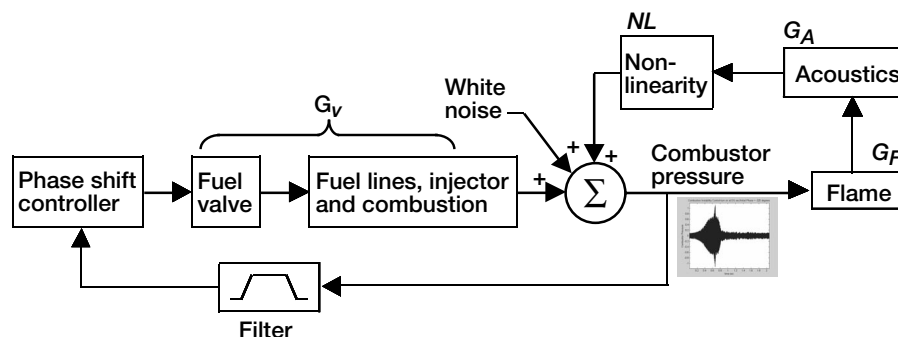 NL
G_A
Non-
linearity
Acoustics
White
noise
G_v
+
+
+
Σ
Combustor
pressure
G_F
Phase shift
controller
Fuel
valve
Fuel lines, injector
and combustion
Flame
Filter